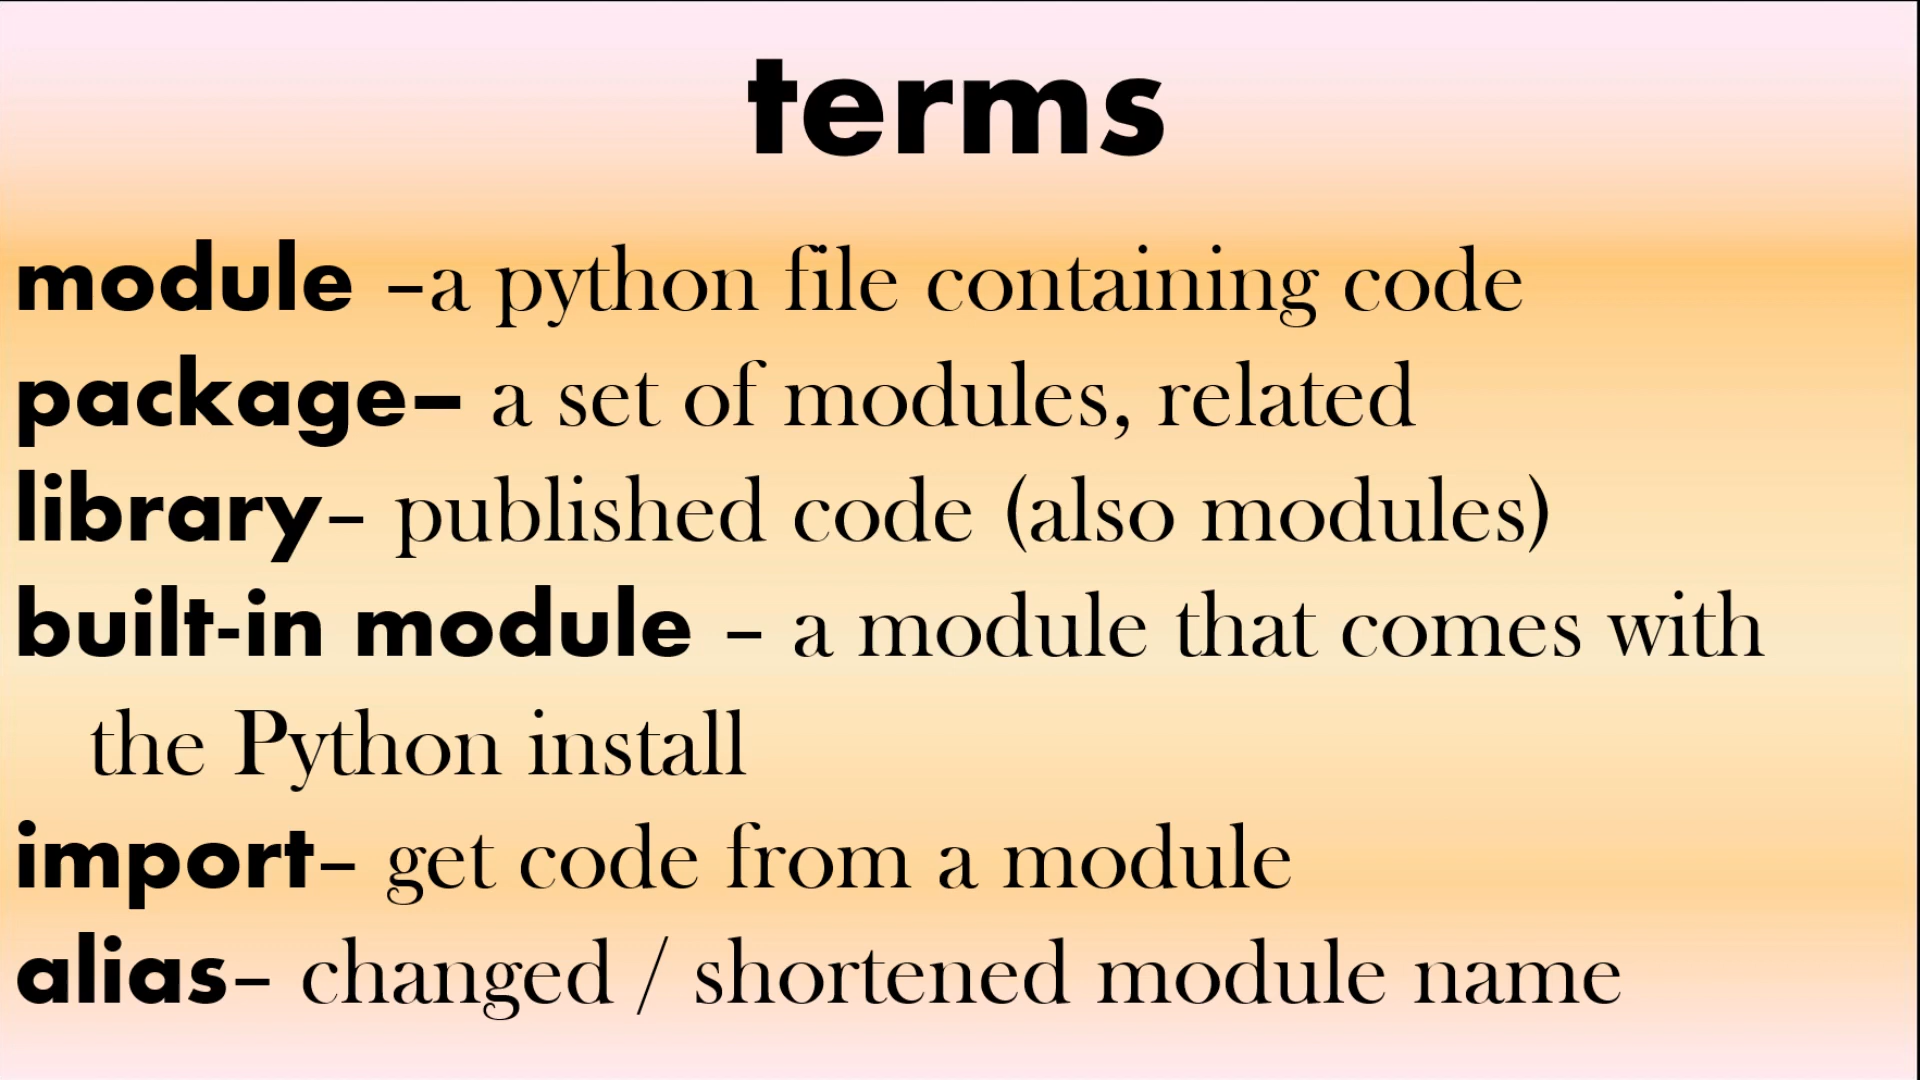 terms
module –a python file containing code
package– a set of modules, related
library– published code (also modules)
built-in module – a module that comes with
the Python install
import– get code from a module
alias– changed / shortened module name